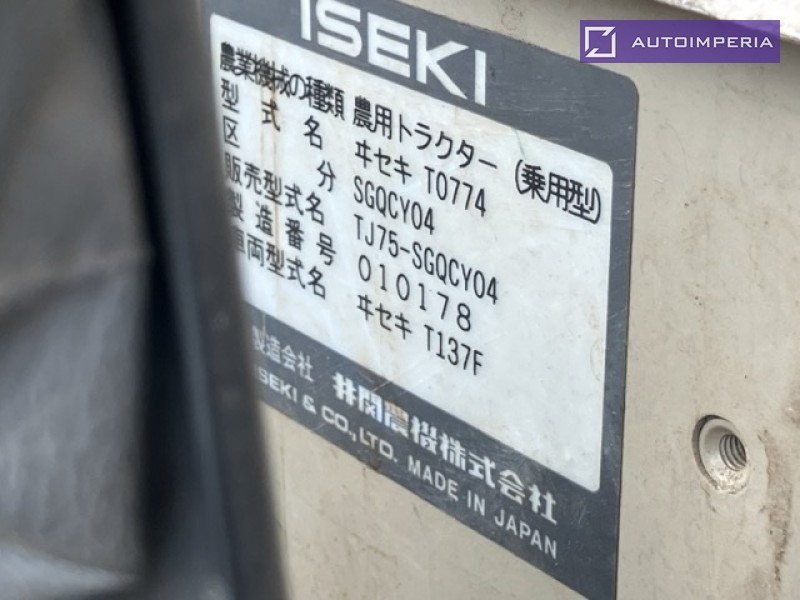 AUTOIMPERIA
ISEKI
農業機械の種類 農用トラクター (乗用型)
型式名 ヰセキ T0774
区分 SGQCY04
販売型式名 TJ75-SGQCY04
製造番号 010178
車両型式名 ヰセキ T137F
製造会社 井関農機株式会社
ISEKI & CO.,LTD. MADE IN JAPAN